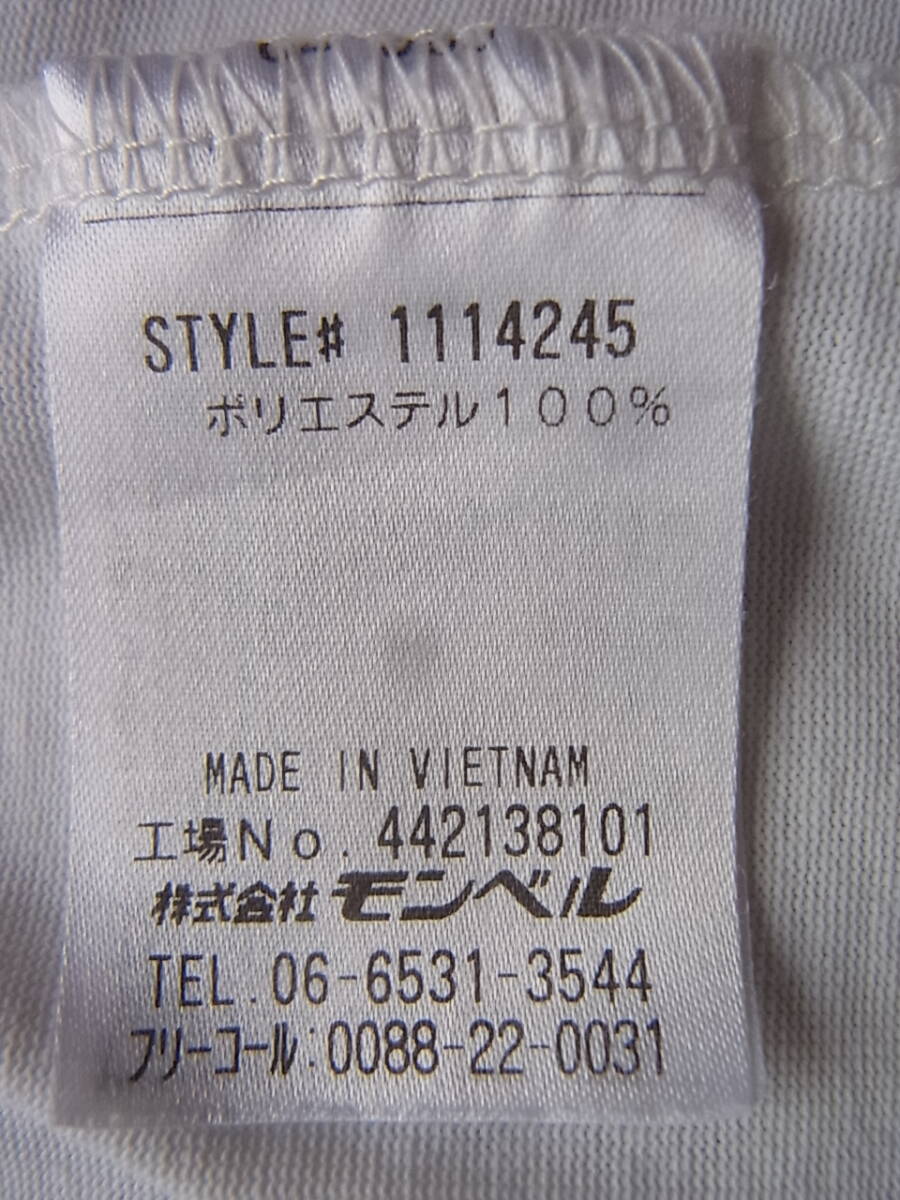 STYLE# 1114245
ポリエステル100%
MADE IN VIETNAM
工場No. 442138101
株式会社モンベル
TEL.06-6531-3544
フリーコール:0088-22-0031